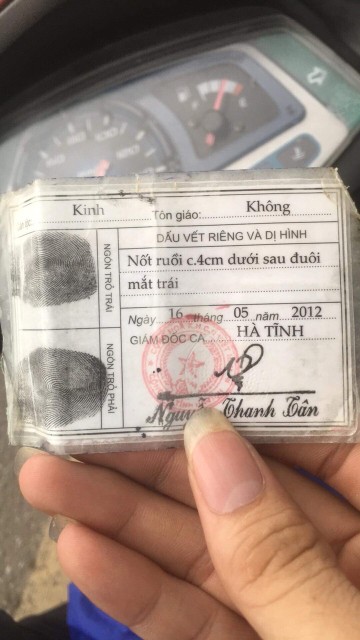 Kinh Tôn giáo: Không
DẤU VẾT RIÊNG VÀ DỊ HÌNH
Nốt ruồi c.4cm dưới sau đuôi
mắt trái
Ngày 16 tháng 05 năm 2012
GIÁM ĐỐC CA HÀ TĨNH
Thanh Tân
NGÓN TRỎ TRÁI
NGÓN TRỎ PHẢI